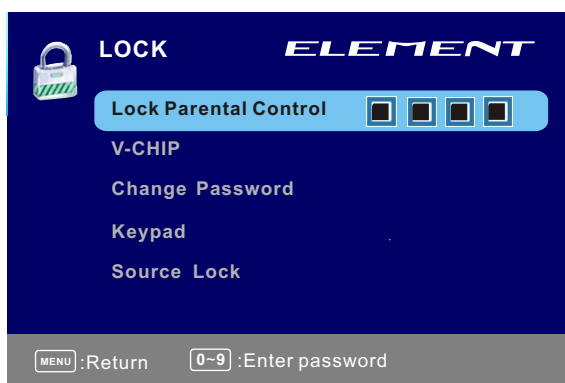 LOCK ELEMENT
Lock Parental Control
V-CHIP
Change Password
Keypad
Source Lock
MENU :Return 0~9 :Enter password